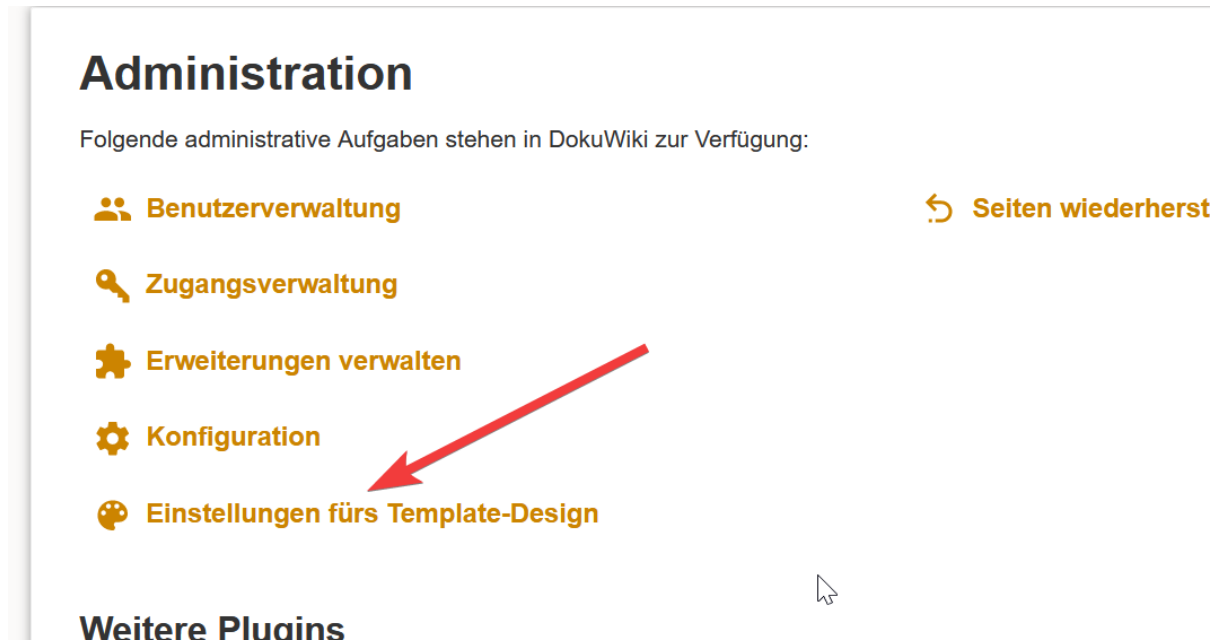 Administration
Folgende administrative Aufgaben stehen in DokuWiki zur Verfügung:
Benutzerverwaltung
Seiten wiederherst
Zugangsverwaltung
Erweiterungen verwalten
Konfiguration
Einstellungen fürs Template-Design
Weitere Plugins